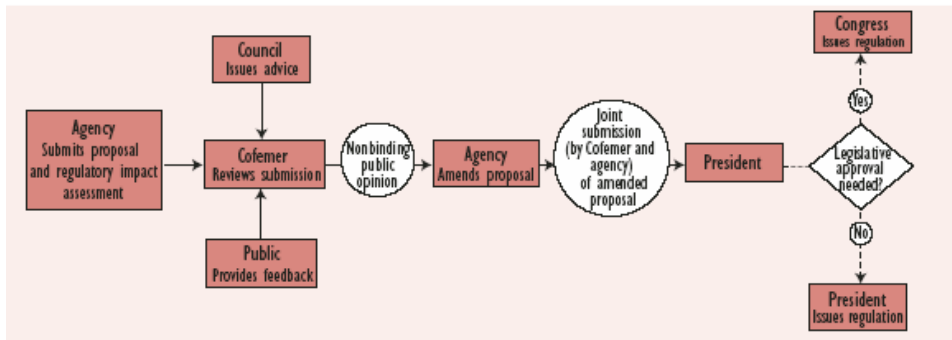 Council
Issues advice
Agency
Submits proposal
and regulatory impact
assessment
Cofemer
Reviews submission
Public
Provides feedback
Nonbinding
public
opinion
Agency
Amends proposal
Joint
submission
(by Cofemer and
agency)
of amended
proposal
President
Legislative
approval
needed?
Yes
Congress
Issues regulation
No
President
Issues regulation